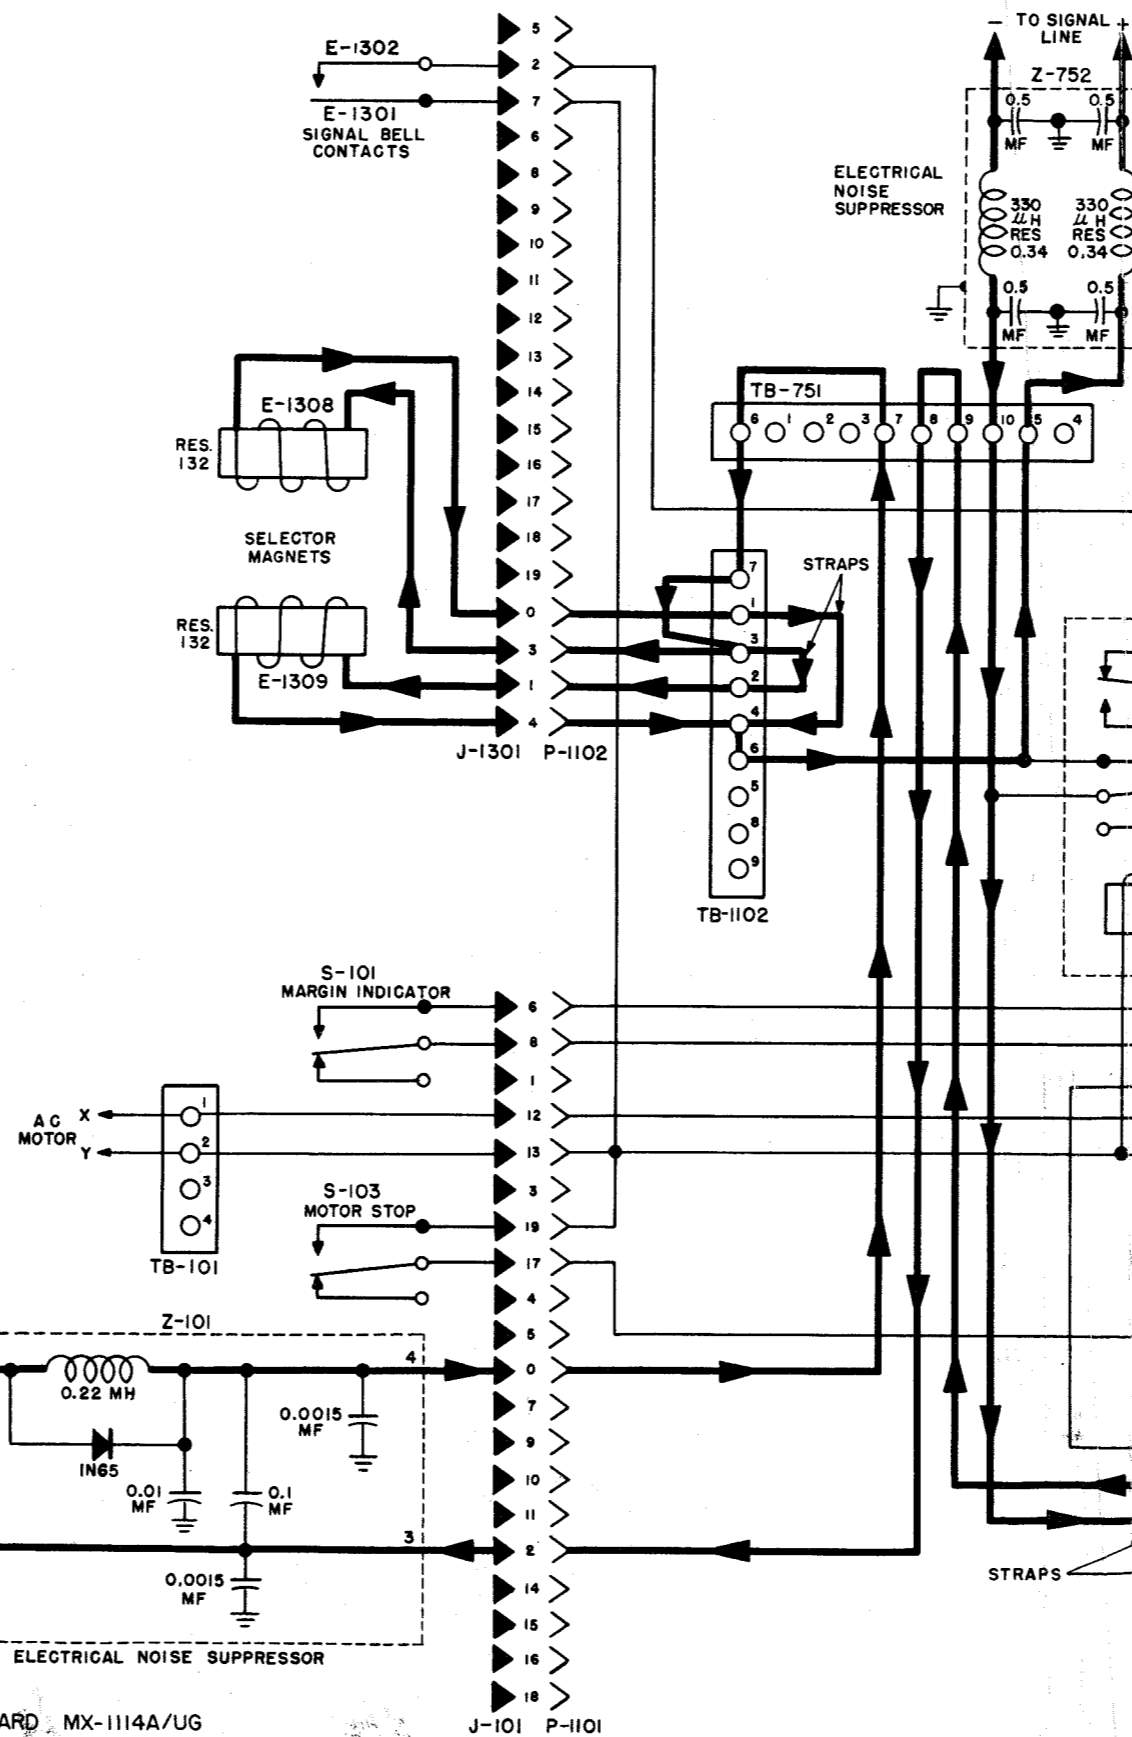 5
E-1302
2
7
E-1301
SIGNAL BELL
CONTACTS
6
8
9
10
11
12
13
14
15
16
17
18
19
0
3
1
4
J-1301 P-1102
E-1308
RES.
132
SELECTOR
MAGNETS
RES.
132
E-1309
- TO SIGNAL +
LINE
Z-752
0.5
MF
0.5
MF
ELECTRICAL
NOISE
SUPPRESSOR
330
μH
RES
0.34
330
μH
RES
0.34
0.5
MF
0.5
MF
TB-751
6 1 2 3 7 8 9 10 5 4
STRAPS
7
1
3
2
4
6
5
8
9
TB-1102
S-101
MARGIN INDICATOR
6
8
1
12
13
3
19
17
4
5
0
7
9
10
11
2
14
15
16
18
J-101 P-1101
AC
MOTOR
X
Y
1
2
3
4
TB-101
S-103
MOTOR STOP
Z-101
4
0.22 MH
0.0015
MF
1N65
0.01
MF
0.1
MF
3
0.0015
MF
ELECTRICAL NOISE SUPPRESSOR
STRAPS
ARD MX-1114A/UG